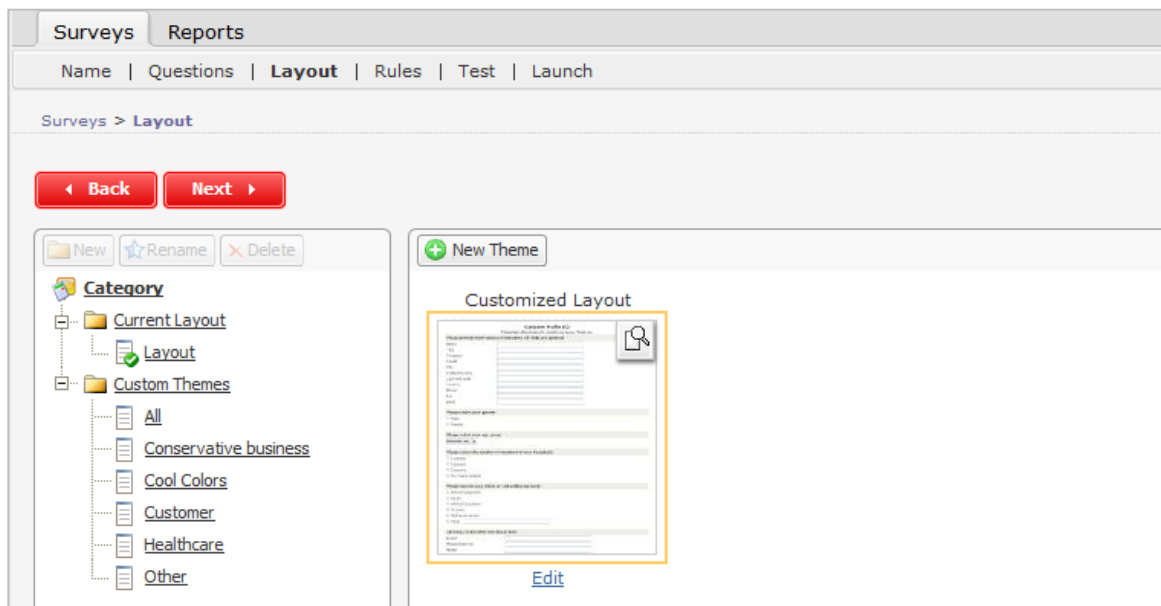 Surveys Reports
Name | Questions | Layout | Rules | Test | Launch
Surveys > Layout
Back Next
New Rename Delete
Category
Current Layout
Layout
Custom Themes
All
Conservative business
Cool Colors
Customer
Healthcare
Other
New Theme
Customized Layout
Edit